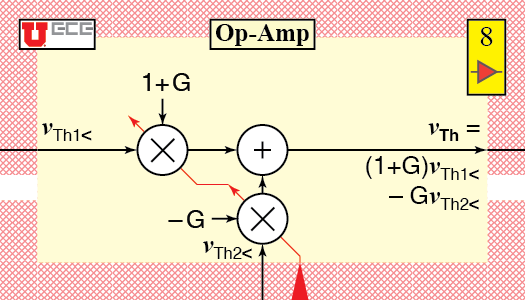 U ECE
Op-Amp
8
1+G
vTh1<
×
+
vTh =
(1+G)vTh1<
– GvTh2<
–G
×
vTh2<